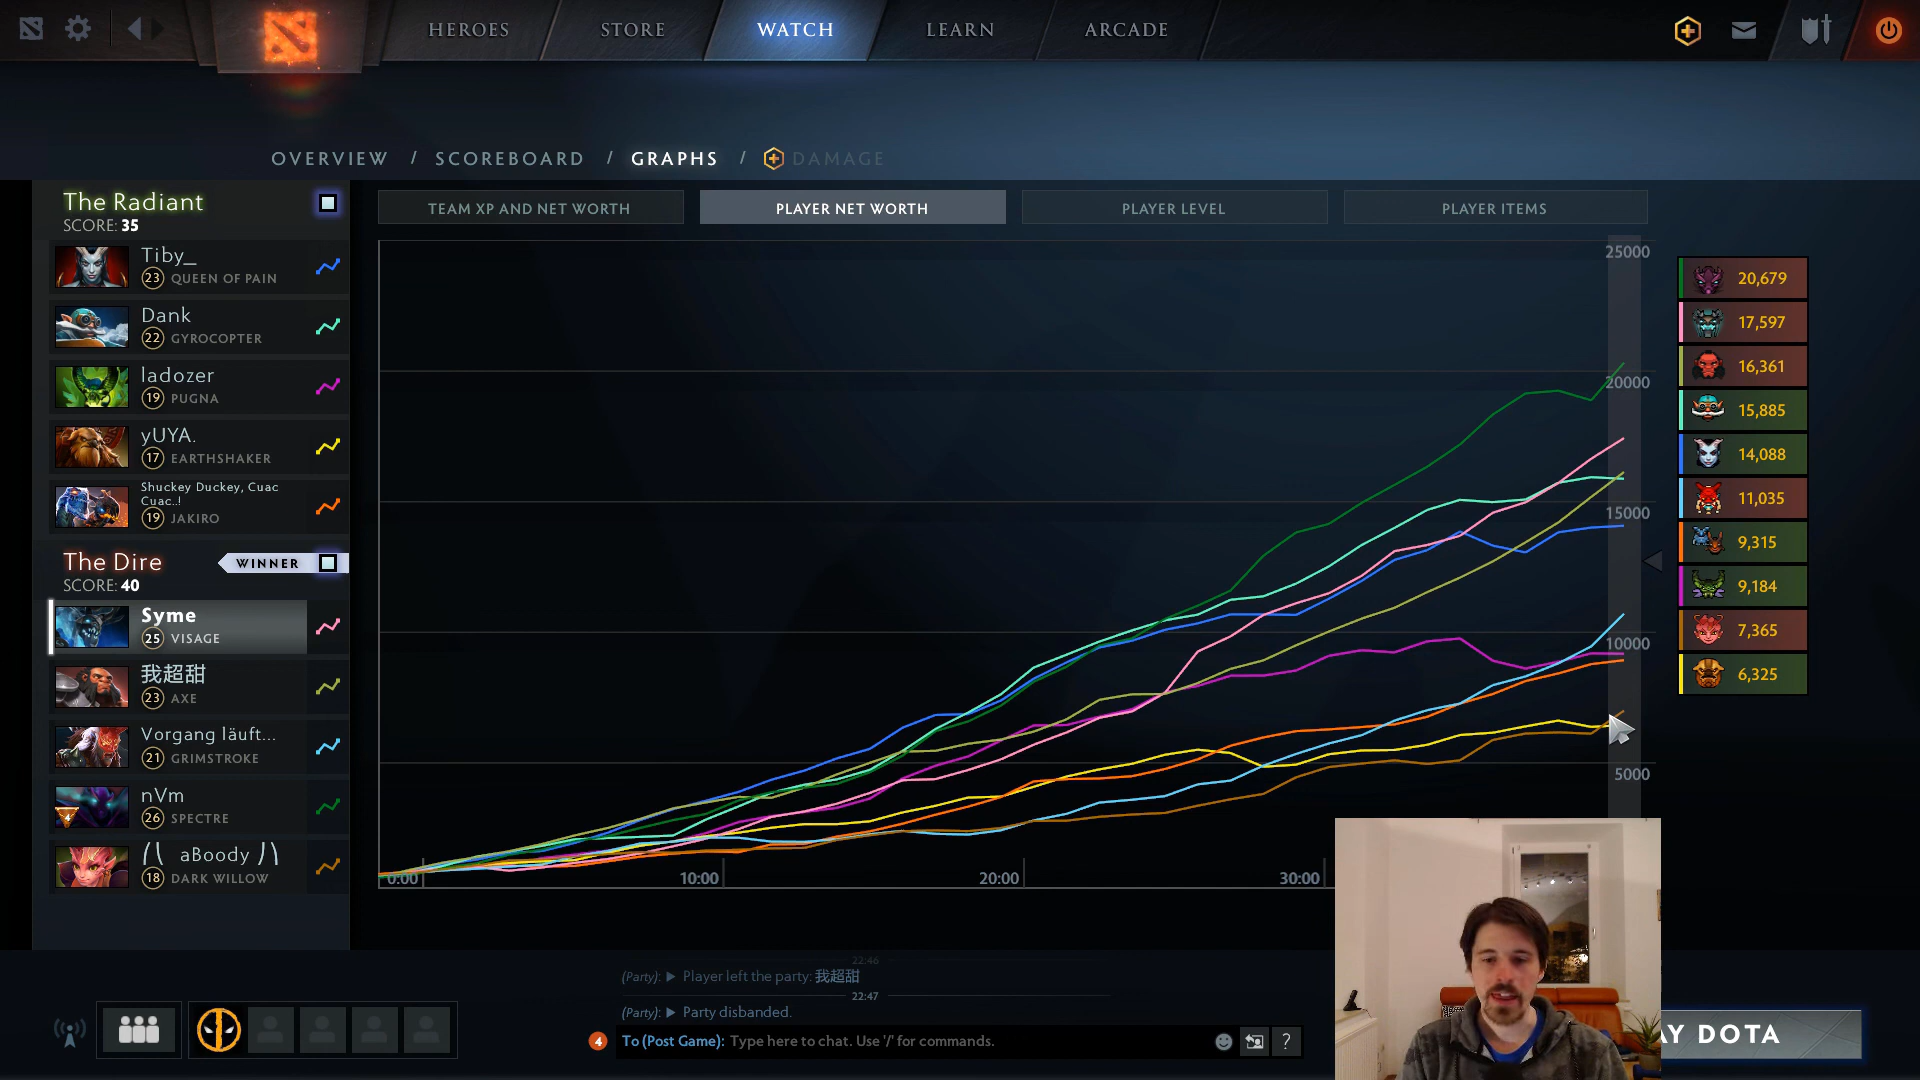 HEROES
STORE
WATCH
LEARN
ARCADE
OVERVIEW / SCOREBOARD / GRAPHS / DAMAGE
The Radiant
SCORE: 35
Tiby_
23 QUEEN OF PAIN
Dank
22 GYROCOPTER
ladozer
19 PUGNA
yUYA.
17 EARTHSHAKER
Shuckey Duckey, Cuac
Cuac..!
19 JAKIRO
The Dire
WINNER
SCORE: 40
Syme
25 VISAGE
我超甜
23 AXE
Vorgang läuft...
21 GRIMSTROKE
nVm
4
26 SPECTRE
⎛⎝ aBoody ⎠⎞
18 DARK WILLOW
TEAM XP AND NET WORTH
PLAYER NET WORTH
PLAYER LEVEL
PLAYER ITEMS
25000
20000
15000
10000
5000
0:00
10:00
20:00
30:00
20,679
17,597
16,361
15,885
14,088
11,035
9,315
9,184
7,365
6,325
22:46
(Party): ▶ Player left the party: 我超甜
22:47
(Party): ▶ Party disbanded.
4
To (Post Game): Type here to chat. Use '/' for commands.
?
AY DOTA